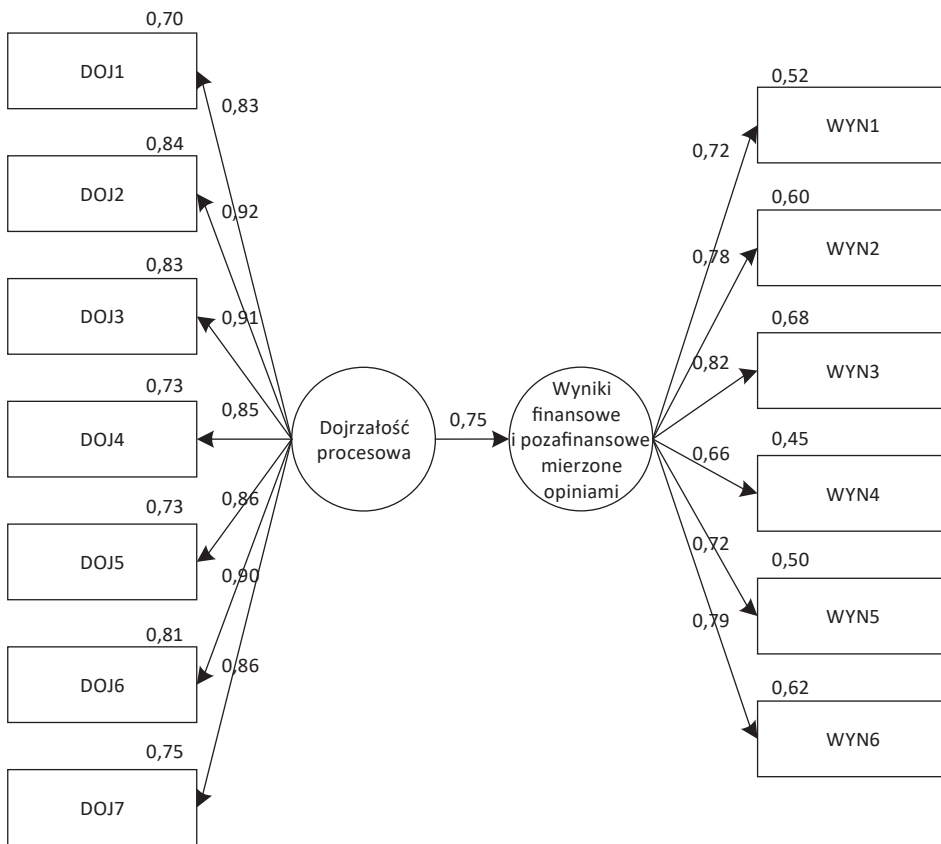 0,70
DOJ1
0,83
0,84
DOJ2
0,92
0,83
DOJ3
0,91
0,73
DOJ4
0,85
0,73
DOJ5
0,86
0,81
DOJ6
0,90
0,75
DOJ7
0,86
Dojrzałość
procesowa
0,75
Wyniki
finansowe
i pozafinansowe
mierzone
opiniami
0,52
WYN1
0,72
0,60
WYN2
0,78
0,68
WYN3
0,82
0,45
WYN4
0,66
0,50
WYN5
0,72
0,62
WYN6
0,79